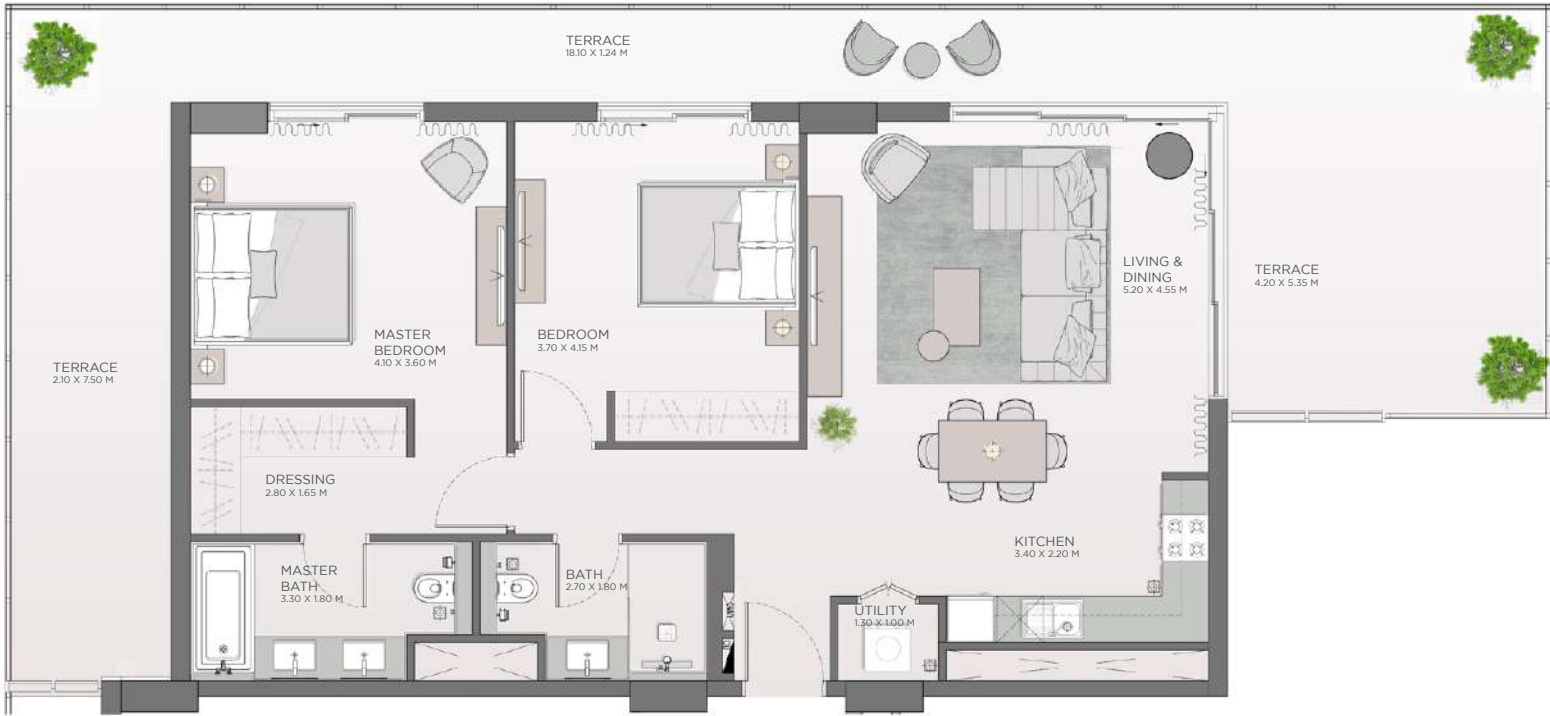 TERRACE
18.10 X 1.24 M
TERRACE
2.10 X 7.50 M
MASTER
BEDROOM
4.10 X 3.60 M
BEDROOM
3.70 X 4.15 M
LIVING &
DINING
5.20 X 4.55 M
TERRACE
4.20 X 5.35 M
DRESSING
2.80 X 1.65 M
MASTER
BATH
3.30 X 1.80 M
BATH
2.70 X 1.80 M
KITCHEN
3.40 X 2.20 M
UTILITY
1.30 X 1.00 M